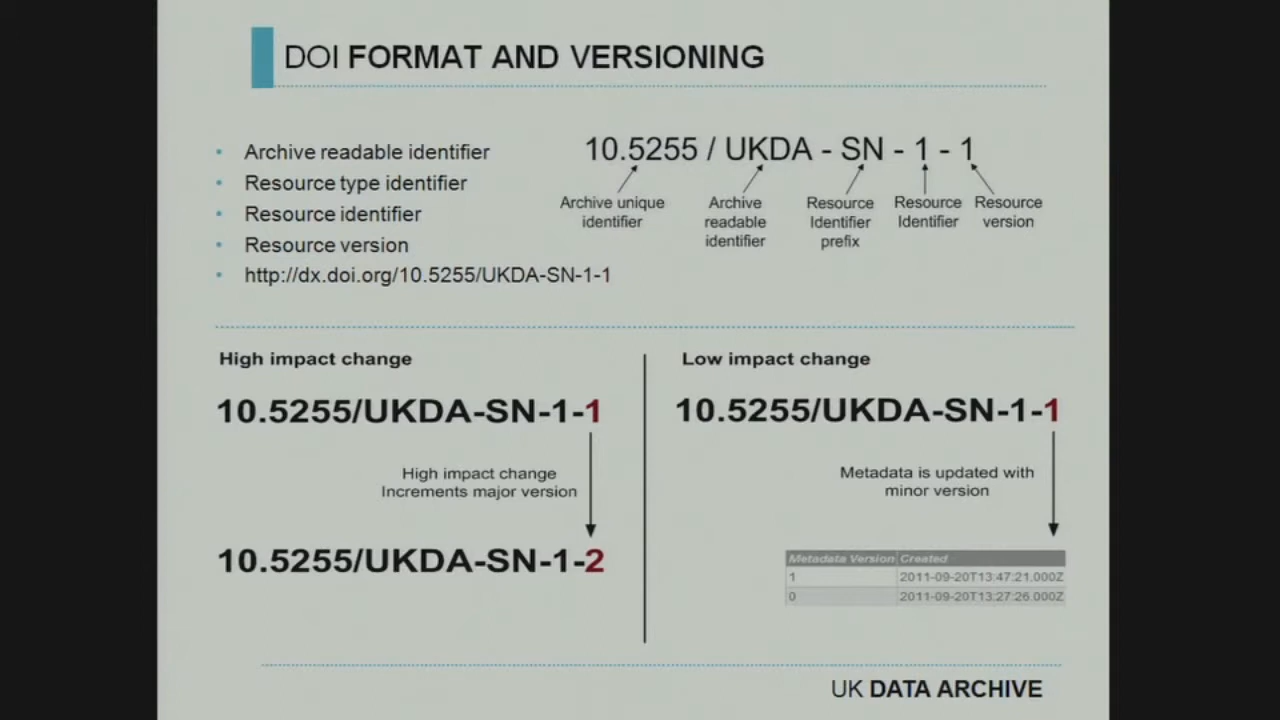 DOI FORMAT AND VERSIONING
• Archive readable identifier
• Resource type identifier
• Resource identifier
• Resource version
• http://dx.doi.org/10.5255/UKDA-SN-1-1
10.5255 / UKDA - SN - 1 - 1
Archive unique
identifier
Archive
readable
identifier
Resource
Identifier
prefix
Resource
Identifier
Resource
version
High impact change
10.5255/UKDA-SN-1-1
High impact change
Increments major version
10.5255/UKDA-SN-1-2
Low impact change
10.5255/UKDA-SN-1-1
Metadata is updated with
minor version
Metadata Version Created
1 2011-09-20T13:47:21.000Z
0 2011-09-20T13:27:26.000Z
UK DATA ARCHIVE